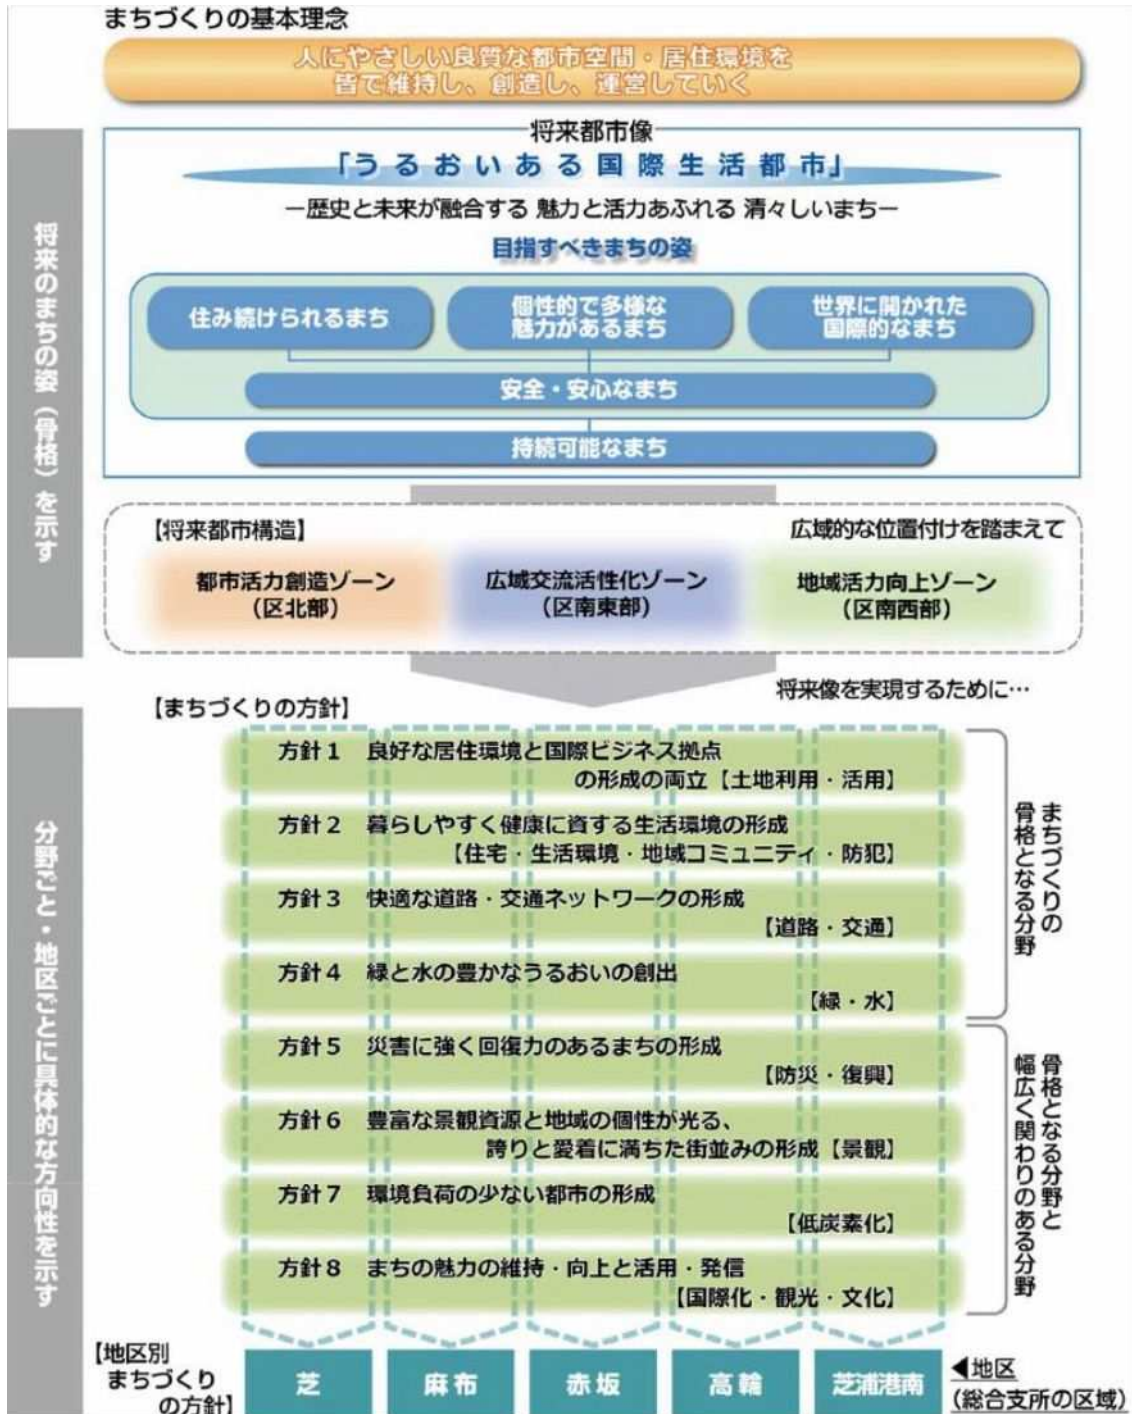 まちづくりの基本理念
人にやさしい良質な都市空間・居住環境を
皆で維持し、創造し、運営していく
将来のまちの姿（骨格）を示す
将来都市像
「うるおいある国際生活都市」
―歴史と未来が融合する 魅力と活力あふれる 清々しいまち―
目指すべきまちの姿
住み続けられるまち
個性的で多様な
魅力があるまち
世界に開かれた
国際的なまち
安全・安心なまち
持続可能なまち
【将来都市構造】
広域的な位置付けを踏まえて
都市活力創造ゾーン
（区北部）
広域交流活性化ゾーン
（区南東部）
地域活力向上ゾーン
（区南西部）
将来像を実現するために…
分野ごと・地区ごとに具体的な方向性を示す
【まちづくりの方針】
方針１ 良好な居住環境と国際ビジネス拠点
の形成の両立【土地利用・活用】
方針２ 暮らしやすく健康に資する生活環境の形成
【住宅・生活環境・地域コミュニティ・防犯】
方針３ 快適な道路・交通ネットワークの形成
【道路・交通】
方針４ 緑と水の豊かなうるおいの創出
【緑・水】
まちづくりの
骨格となる分野
方針５ 災害に強く回復力のあるまちの形成
【防災・復興】
方針６ 豊富な景観資源と地域の個性が光る、
誇りと愛着に満ちた街並みの形成【景観】
方針７ 環境負荷の少ない都市の形成
【低炭素化】
方針８ まちの魅力の維持・向上と活用・発信
【国際化・観光・文化】
骨格となる分野と
幅広く関わりのある分野
【地区別
まちづくり
の方針】
芝
麻布
赤坂
高輪
芝浦港南
◀地区
（総合支所の区域）